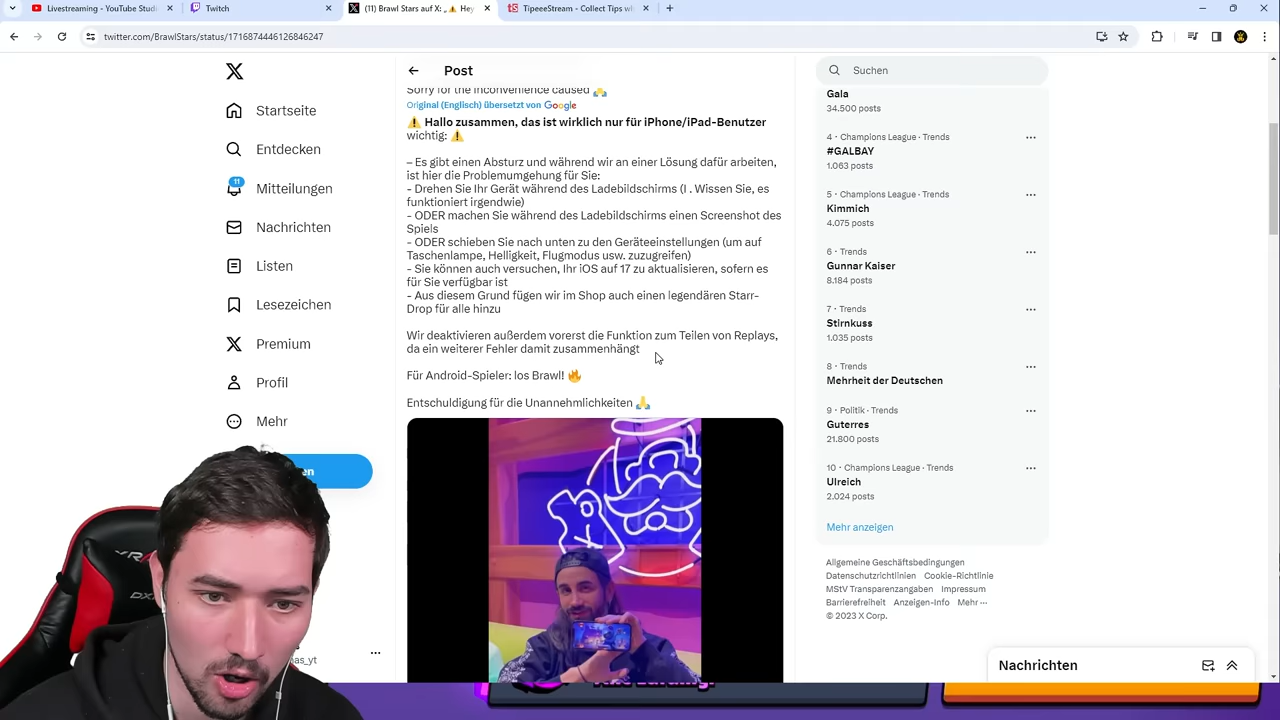 Livestreaming - YouTube Stud
Twitch
(11) Brawl Stars auf X: „⚠️ Hey
TipeeeStream - Collect Tips wi
twitter.com/BrawlStars/status/1716874446126846247
Startseite
Entdecken
11
Mitteilungen
Nachrichten
Listen
Lesezeichen
Premium
Profil
Mehr
en
as_yt
Post
Sorry for the inconvenience caused 🙏
Original (Englisch) übersetzt von Google
⚠️ Hallo zusammen, das ist wirklich nur für iPhone/iPad-Benutzer
wichtig: ⚠️
– Es gibt einen Absturz und während wir an einer Lösung dafür arbeiten,
ist hier die Problemumgehung für Sie:
- Drehen Sie Ihr Gerät während des Ladebildschirms (I . Wissen Sie, es
funktioniert irgendwie)
- ODER machen Sie während des Ladebildschirms einen Screenshot des
Spiels
- ODER schieben Sie nach unten zu den Geräteeinstellungen (um auf
Taschenlampe, Helligkeit, Flugmodus usw. zuzugreifen)
- Sie können auch versuchen, Ihr iOS auf 17 zu aktualisieren, sofern es
für Sie verfügbar ist
- Aus diesem Grund fügen wir im Shop auch einen legendären Starr-
Drop für alle hinzu
Wir deaktivieren außerdem vorerst die Funktion zum Teilen von Replays,
da ein weiterer Fehler damit zusammenhängt
Für Android-Spieler: los Brawl! 🔥
Entschuldigung für die Unannehmlichkeiten 🙏
Suchen
Gala
34.500 posts
4 · Champions League · Trends
#GALBAY
1.063 posts
5 · Champions League · Trends
Kimmich
4.075 posts
6 · Trends
Gunnar Kaiser
8.184 posts
7 · Trends
Stirnkuss
1.035 posts
8 · Trends
Mehrheit der Deutschen
9 · Politik · Trends
Guterres
21.800 posts
10 · Champions League · Trends
Ulreich
2.024 posts
Mehr anzeigen
Allgemeine Geschäftsbedingungen
Datenschutzrichtlinien Cookie-Richtlinie
MStV Transparenzangaben Impressum
Barrierefreiheit Anzeigen-Info Mehr ···
© 2023 X Corp.
Nachrichten